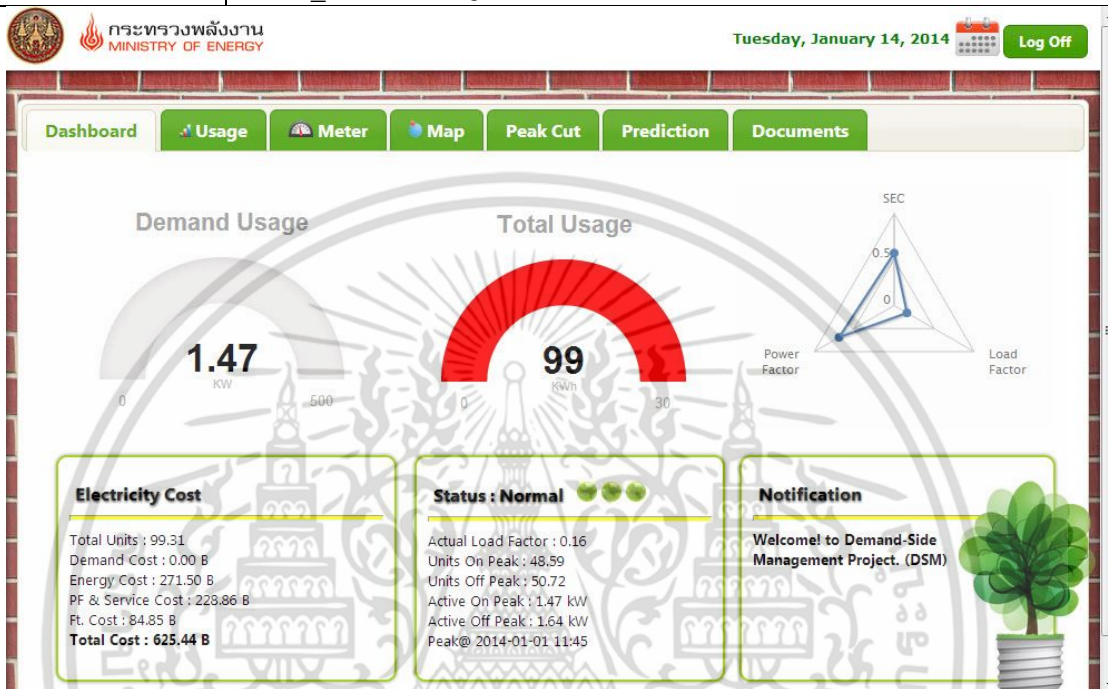 กระทรวงพลังงาน
MINISTRY OF ENERGY
Tuesday, January 14, 2014
Log Off
Dashboard
Usage
Meter
Map
Peak Cut
Prediction
Documents
Demand Usage
1.47
KW
0
500
Total Usage
99
KWh
0
30
SEC
0.5
0
Power
Factor
Load
Factor
Electricity Cost
Total Units : 99.31
Demand Cost : 0.00 B
Energy Cost : 271.50 B
PF & Service Cost : 228.86 B
Ft. Cost : 84.85 B
Total Cost : 625.44 B
Status : Normal
Actual Load Factor : 0.16
Units On Peak : 48.59
Units Off Peak : 50.72
Active On Peak : 1.47 kW
Active Off Peak : 1.64 kW
Peak@ 2014-01-01 11:45
Notification
Welcome! to Demand-Side
Management Project. (DSM)